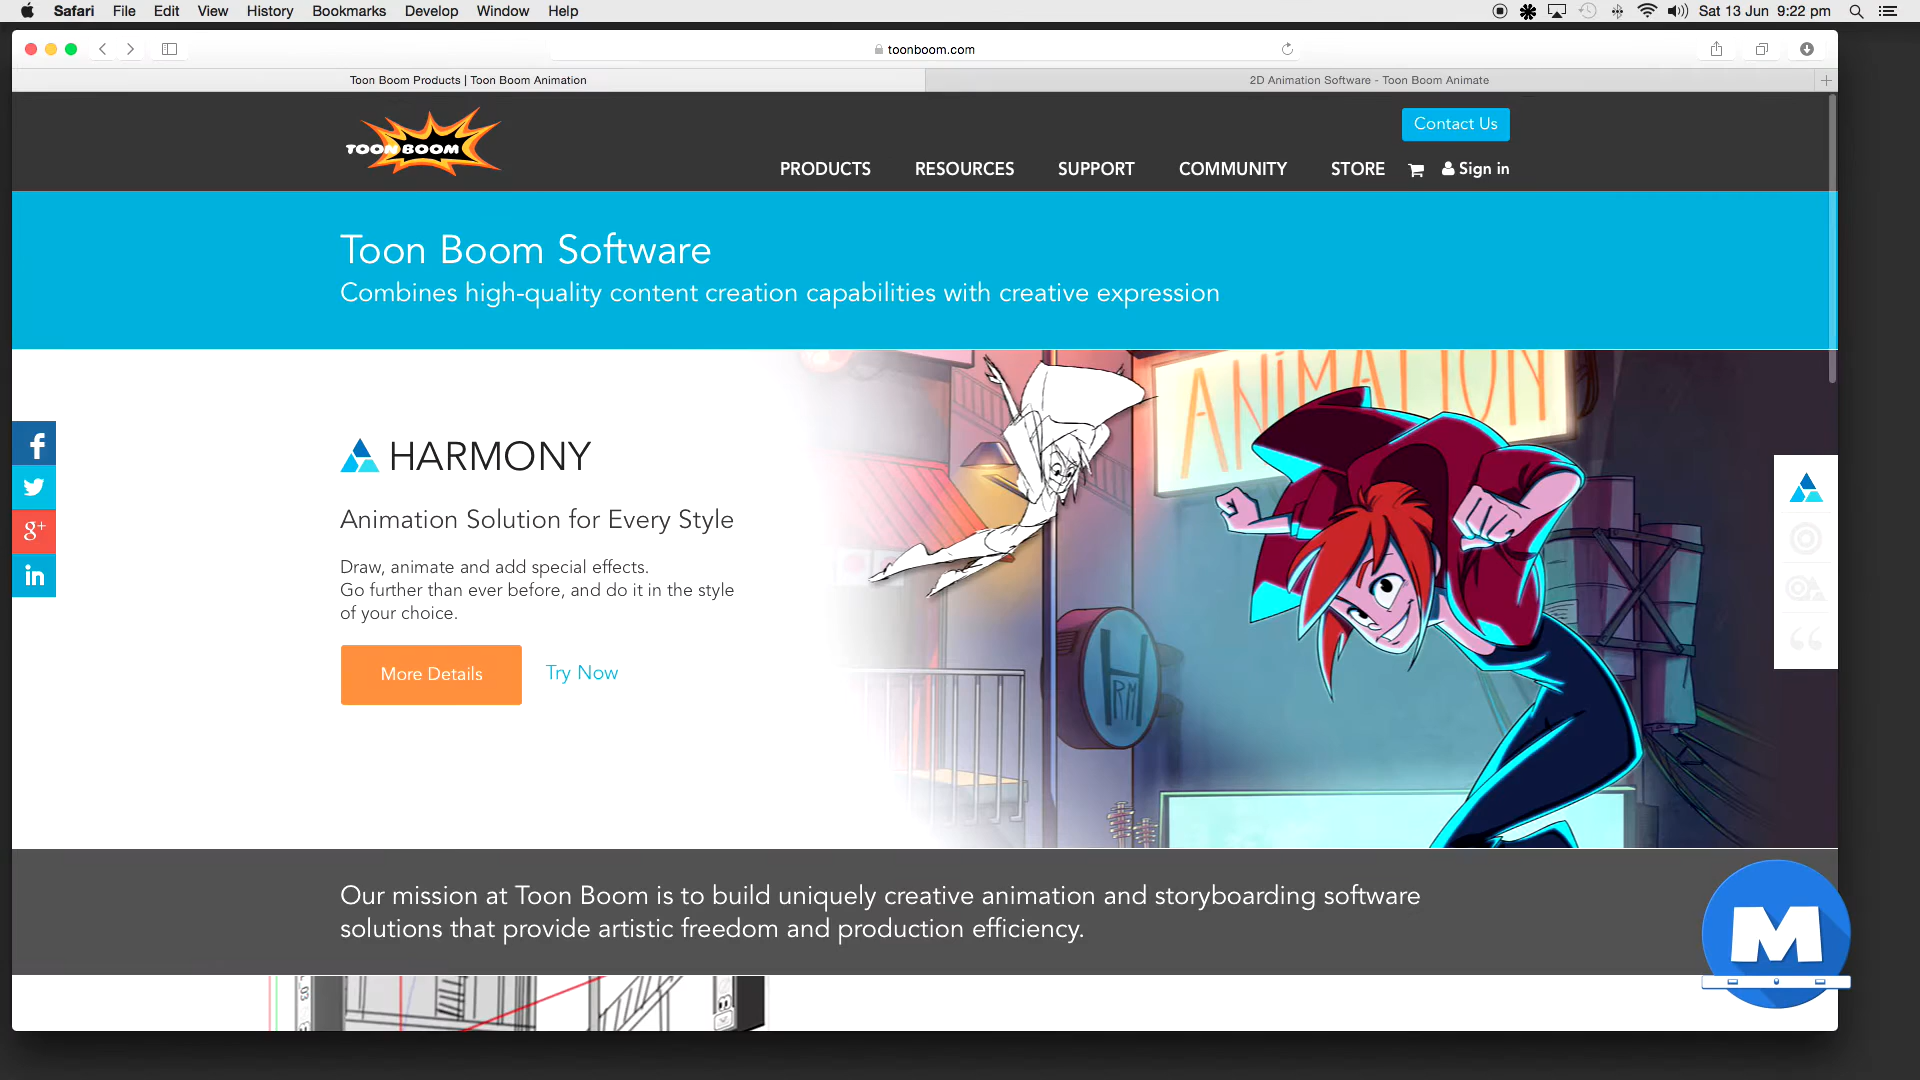 Safari File Edit View History Bookmarks Develop Window Help Sat 13 Jun 9:22 pm
toonboom.com
Toon Boom Products | Toon Boom Animation
2D Animation Software - Toon Boom Animate
TOON BOOM
Contact Us
PRODUCTS RESOURCES SUPPORT COMMUNITY STORE Sign in
Toon Boom Software
Combines high-quality content creation capabilities with creative expression
ANiMATION
HARMONY
Animation Solution for Every Style
Draw, animate and add special effects.
Go further than ever before, and do it in the style
of your choice.
More Details Try Now
HRM
Our mission at Toon Boom is to build uniquely creative animation and storyboarding software
solutions that provide artistic freedom and production efficiency.
f
g+
in
M